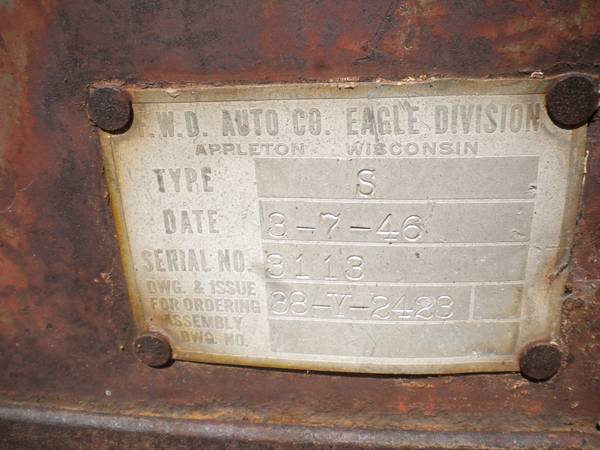 F.W.D. AUTO CO. EAGLE DIVISION
APPLETON WISCONSIN
TYPE S
DATE 3-7-46
SERIAL NO. 3113
DWG. & ISSUE 38-Y-2423
FOR ORDERING
ASSEMBLY
DWG. NO.